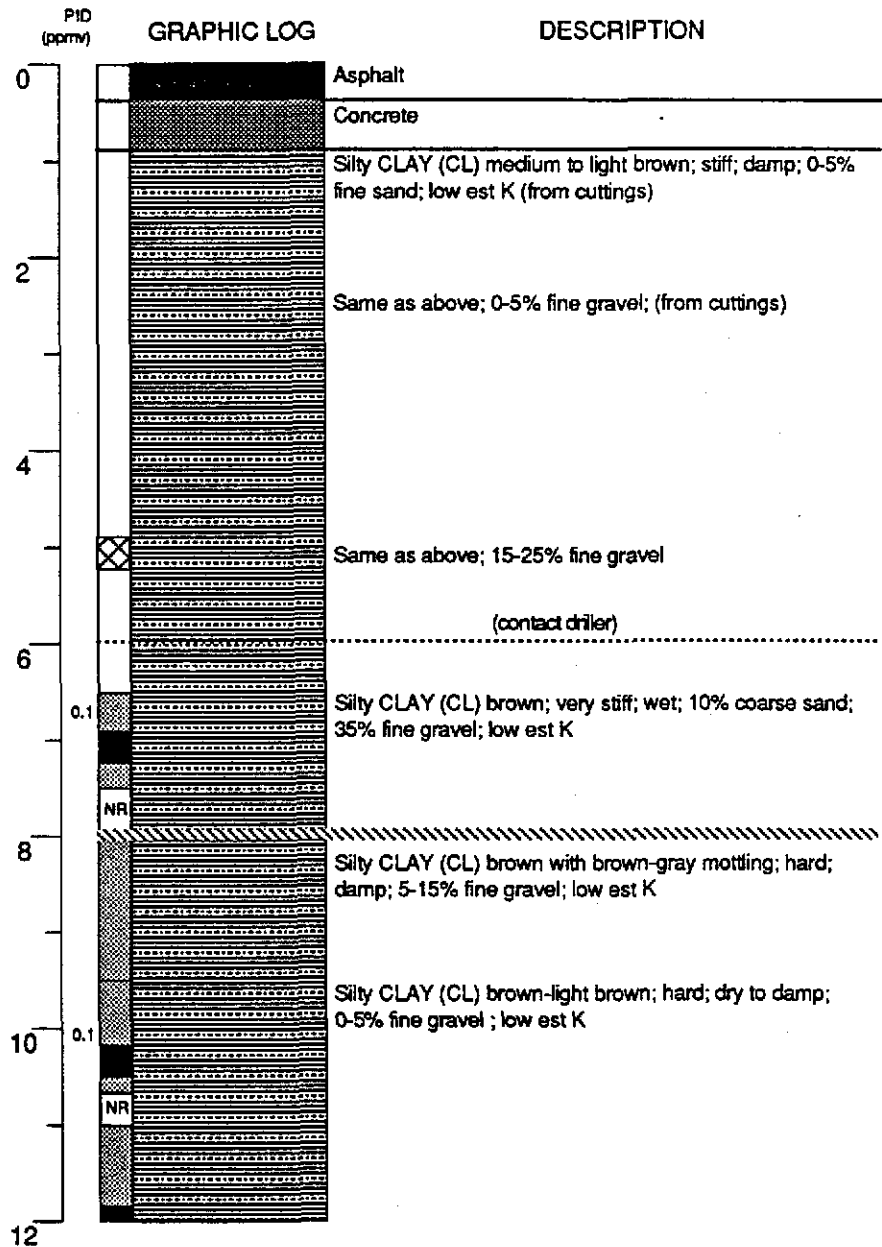 PID
(ppmv)
GRAPHIC LOG
DESCRIPTION
0
Asphalt
Concrete
Silty CLAY (CL) medium to light brown; stiff; damp; 0-5%
fine sand; low est K (from cuttings)
2
Same as above; 0-5% fine gravel; (from cuttings)
4
Same as above; 15-25% fine gravel
(contact driller)
6
0.1
Silty CLAY (CL) brown; very stiff; wet; 10% coarse sand;
35% fine gravel; low est K
NR
8
Silty CLAY (CL) brown with brown-gray mottling; hard;
damp; 5-15% fine gravel; low est K
Silty CLAY (CL) brown-light brown; hard; dry to damp;
0-5% fine gravel ; low est K
10
0.1
NR
12